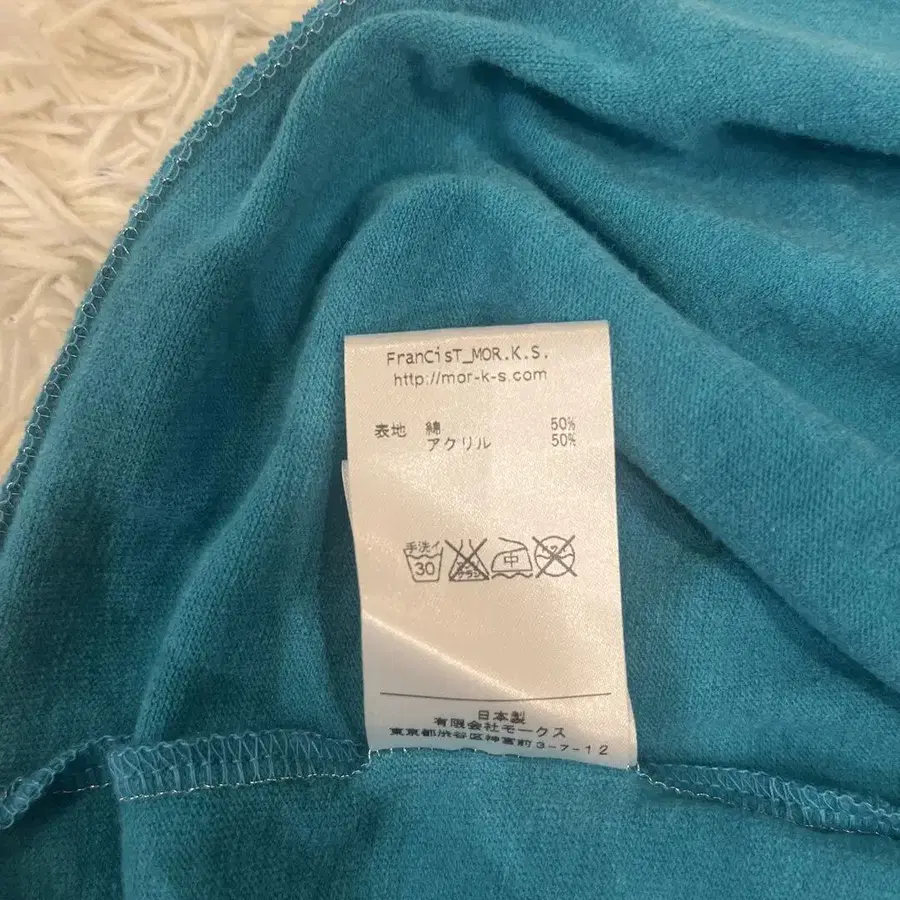 FranCisT_MOR.K.S.
http://mor-k-s.com
表地 綿 50%
アクリル 50%
手洗イ
30
中
日本製
有限会社モークス
東京都渋谷区神宮前3-7-12